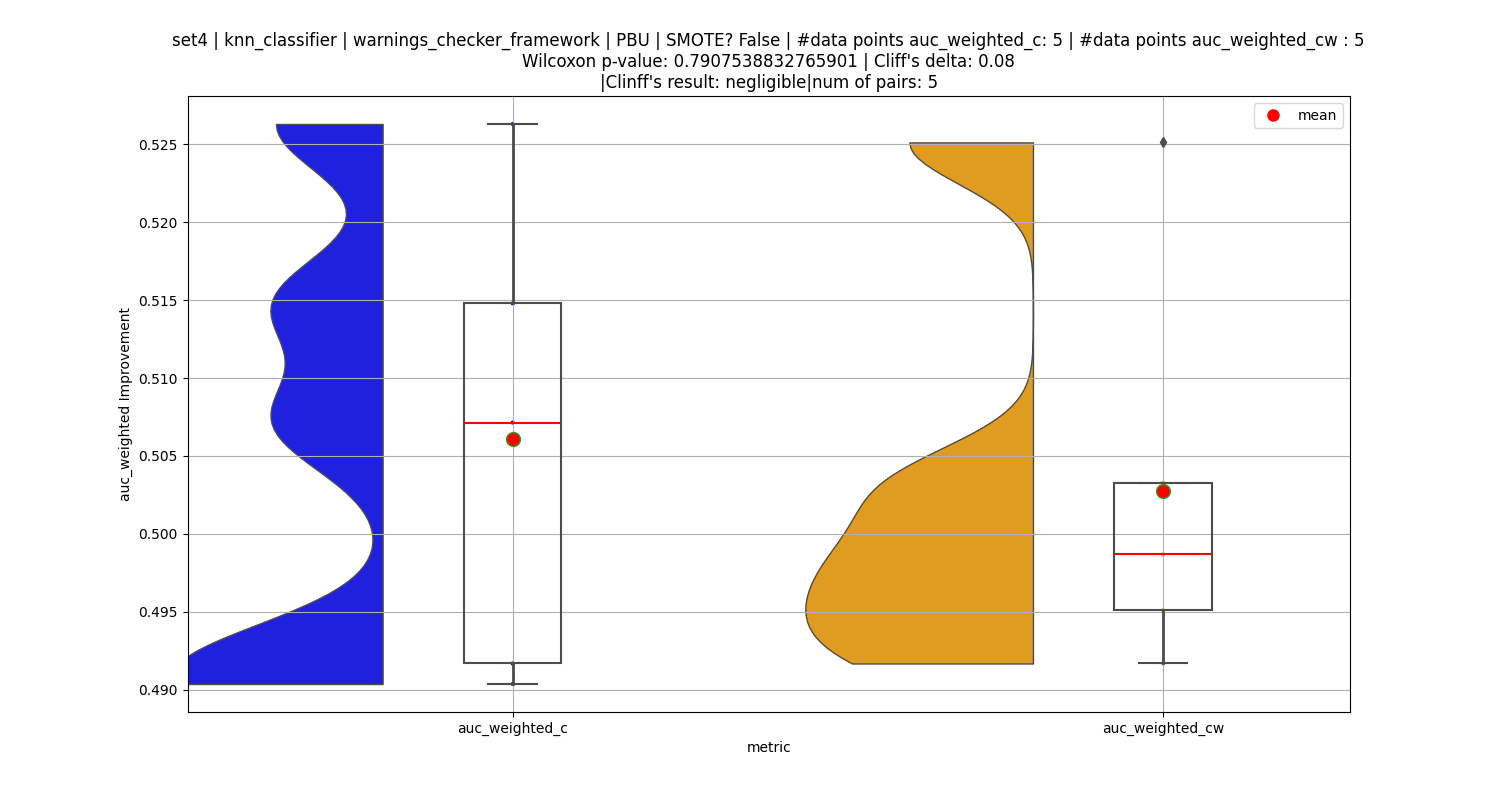 set4 | knn_classifier | warnings_checker_framework | PBU | SMOTE? False | #data points auc_weighted_c: 5 | #data points auc_weighted_cw : 5
Wilcoxon p-value: 0.7907538832765901 | Cliff's delta: 0.08
|Clinff's result: negligible|num of pairs: 5
mean
0.525
0.520
0.515
0.510
0.505
0.500
0.495
0.490
auc_weighted Improvement
auc_weighted_c
auc_weighted_cw
metric